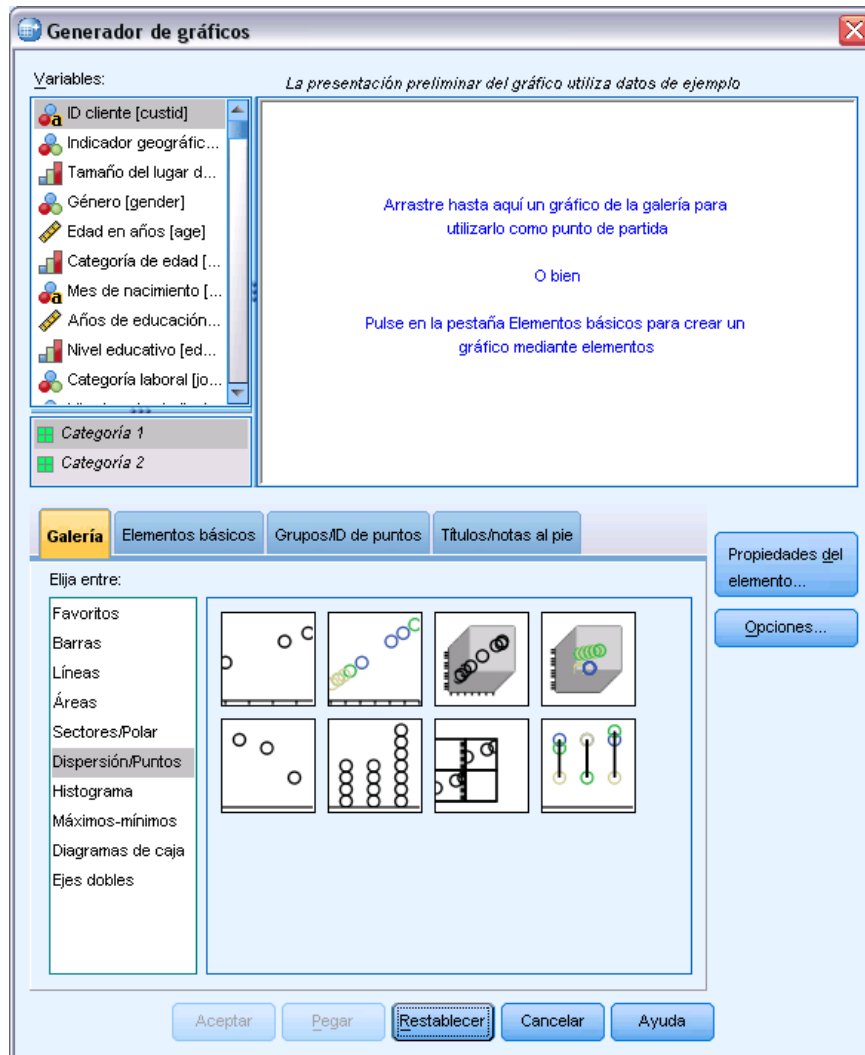 Generador de gráficos
Variables:
La presentación preliminar del gráfico utiliza datos de ejemplo
ID cliente [custid]
Indicador geográfic...
Tamaño del lugar d...
Género [gender]
Edad en años [age]
Categoría de edad [...
Mes de nacimiento [...
Años de educación...
Nivel educativo [ed...
Categoría laboral [jo...
Arrastre hasta aquí un gráfico de la galería para
utilizarlo como punto de partida
O bien
Pulse en la pestaña Elementos básicos para crear un
gráfico mediante elementos
Categoría 1
Categoría 2
Galería
Elementos básicos
Grupos/ID de puntos
Títulos/notas al pie
Propiedades del
elemento...
Opciones...
Elija entre:
Favoritos
Barras
Líneas
Áreas
Sectores/Polar
Dispersión/Puntos
Histograma
Máximos-mínimos
Diagramas de caja
Ejes dobles
Aceptar
Pegar
Restablecer
Cancelar
Ayuda